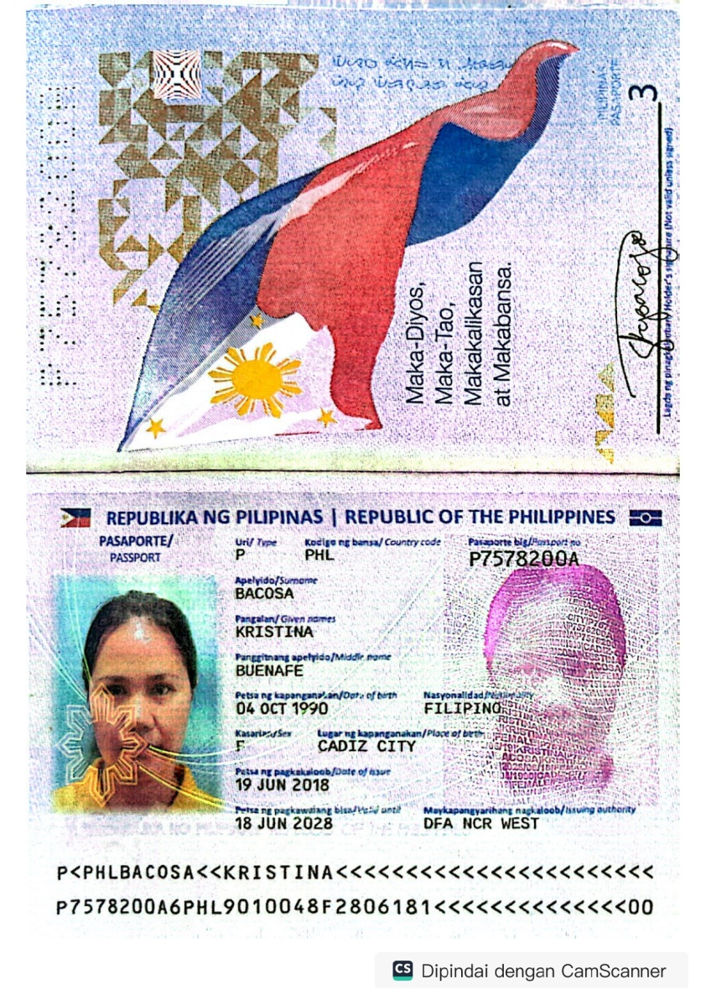 PILIPINAS
PASAPORTE
3
Maka-Diyos,
Maka-Tao,
Makakalikasan
at Makabansa.
Lagda ng pinagkalooban/Holder's signature (Not valid unless signed)
REPUBLIKA NG PILIPINAS | REPUBLIC OF THE PHILIPPINES
PASAPORTE/
PASSPORT
Uri/ Type
Kodigo ng bansa/ Country code
Pasaporte blg/Passport no
P
PHL
P7578200A
Apelyido/Surname
BACOSA
Pangalan/ Given names
KRISTINA
Panggitnang apelyido/Middle name
BUENAFE
Petsa ng kapanganakan/Date of birth
Nasyonalidad/Nationality
04 OCT 1990
FILIPINO
Kasarian/Sex
Lugar ng kapanganakan/Place of birth
F
CADIZ CITY
Petsa ng pagkakaloob/Date of issue
19 JUN 2018
Petsa ng pagkawalang bisa/Valid until
Maykapangyarihang nagkaloob/Issuing authority
18 JUN 2028
DFA NCR WEST
P<PHLBACOSA<<KRISTINA<<<<<<<<<<<<<<<<<<<<<<<
P7578200A6PHL9010048F2806181<<<<<<<<<<<<<<00
CS Dipindai dengan CamScanner